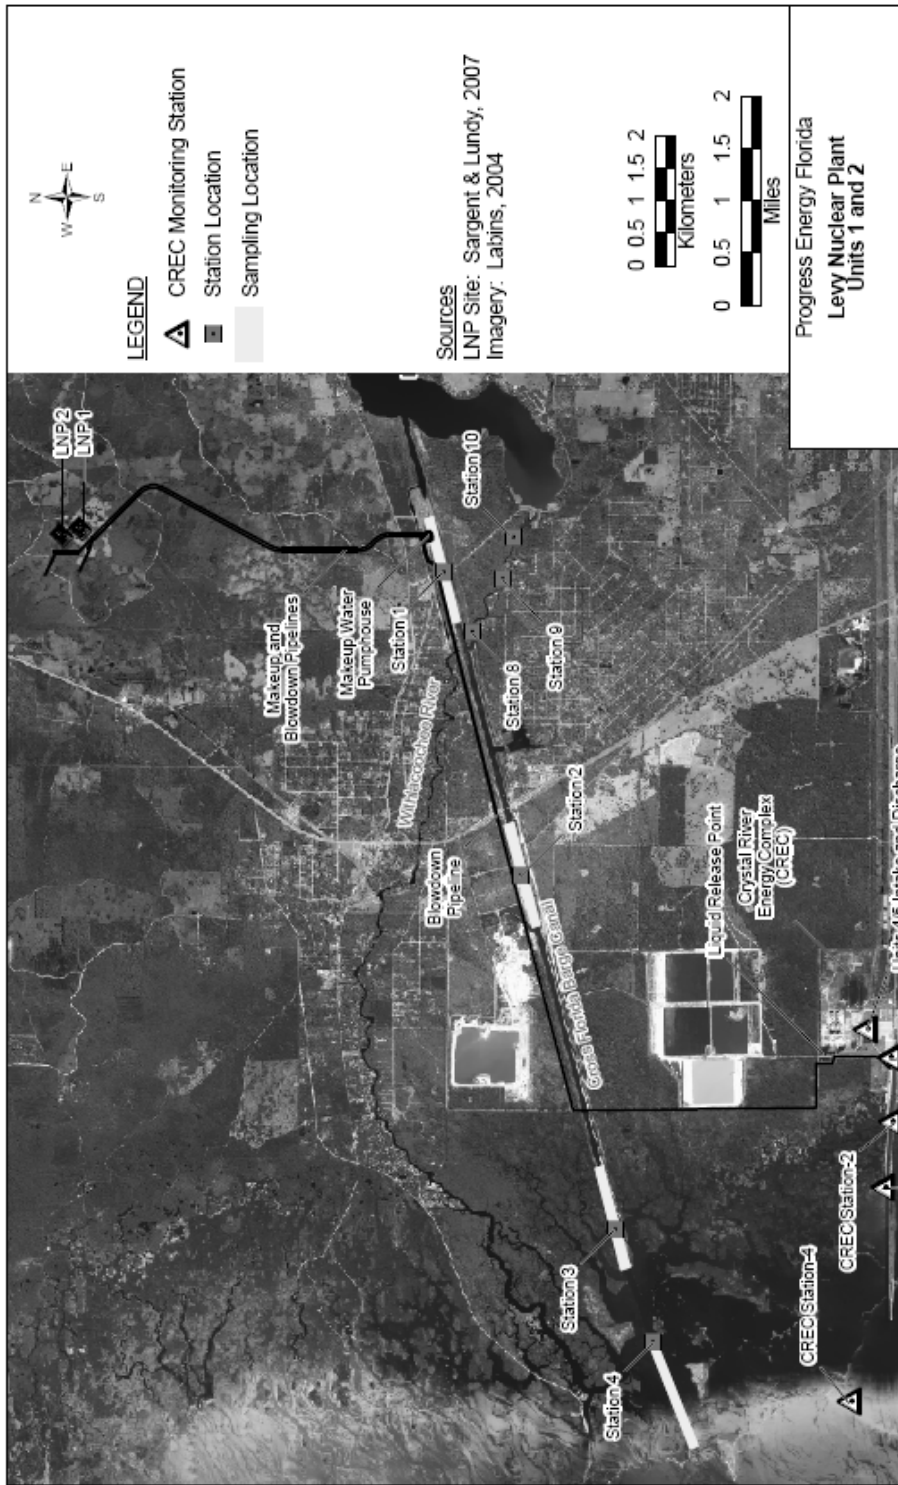 N
W E
S
LEGEND
CREC Monitoring Station
Station Location
Sampling Location
Sources
LNP Site: Sargent & Lundy, 2007
Imagery: Labins, 2004
0 0.5 1 1.5 2
Kilometers
0 0.5 1 1.5 2
Miles
Progress Energy Florida
Levy Nuclear Plant
Units 1 and 2
LNP2
LNP1
Makeup and
Blowdown Pipelines
Makeup Water
Pumphouse
Station 1
Station 10
Withlacoochee River
Station 8
Station 9
Blowdown
Pipeline
Station 2
Cross Florida Barge Canal
Liquid Release Point
Crystal River
Energy Complex
(CREC)
Station 3
Station 4
CREC Station-2
CREC Station-4